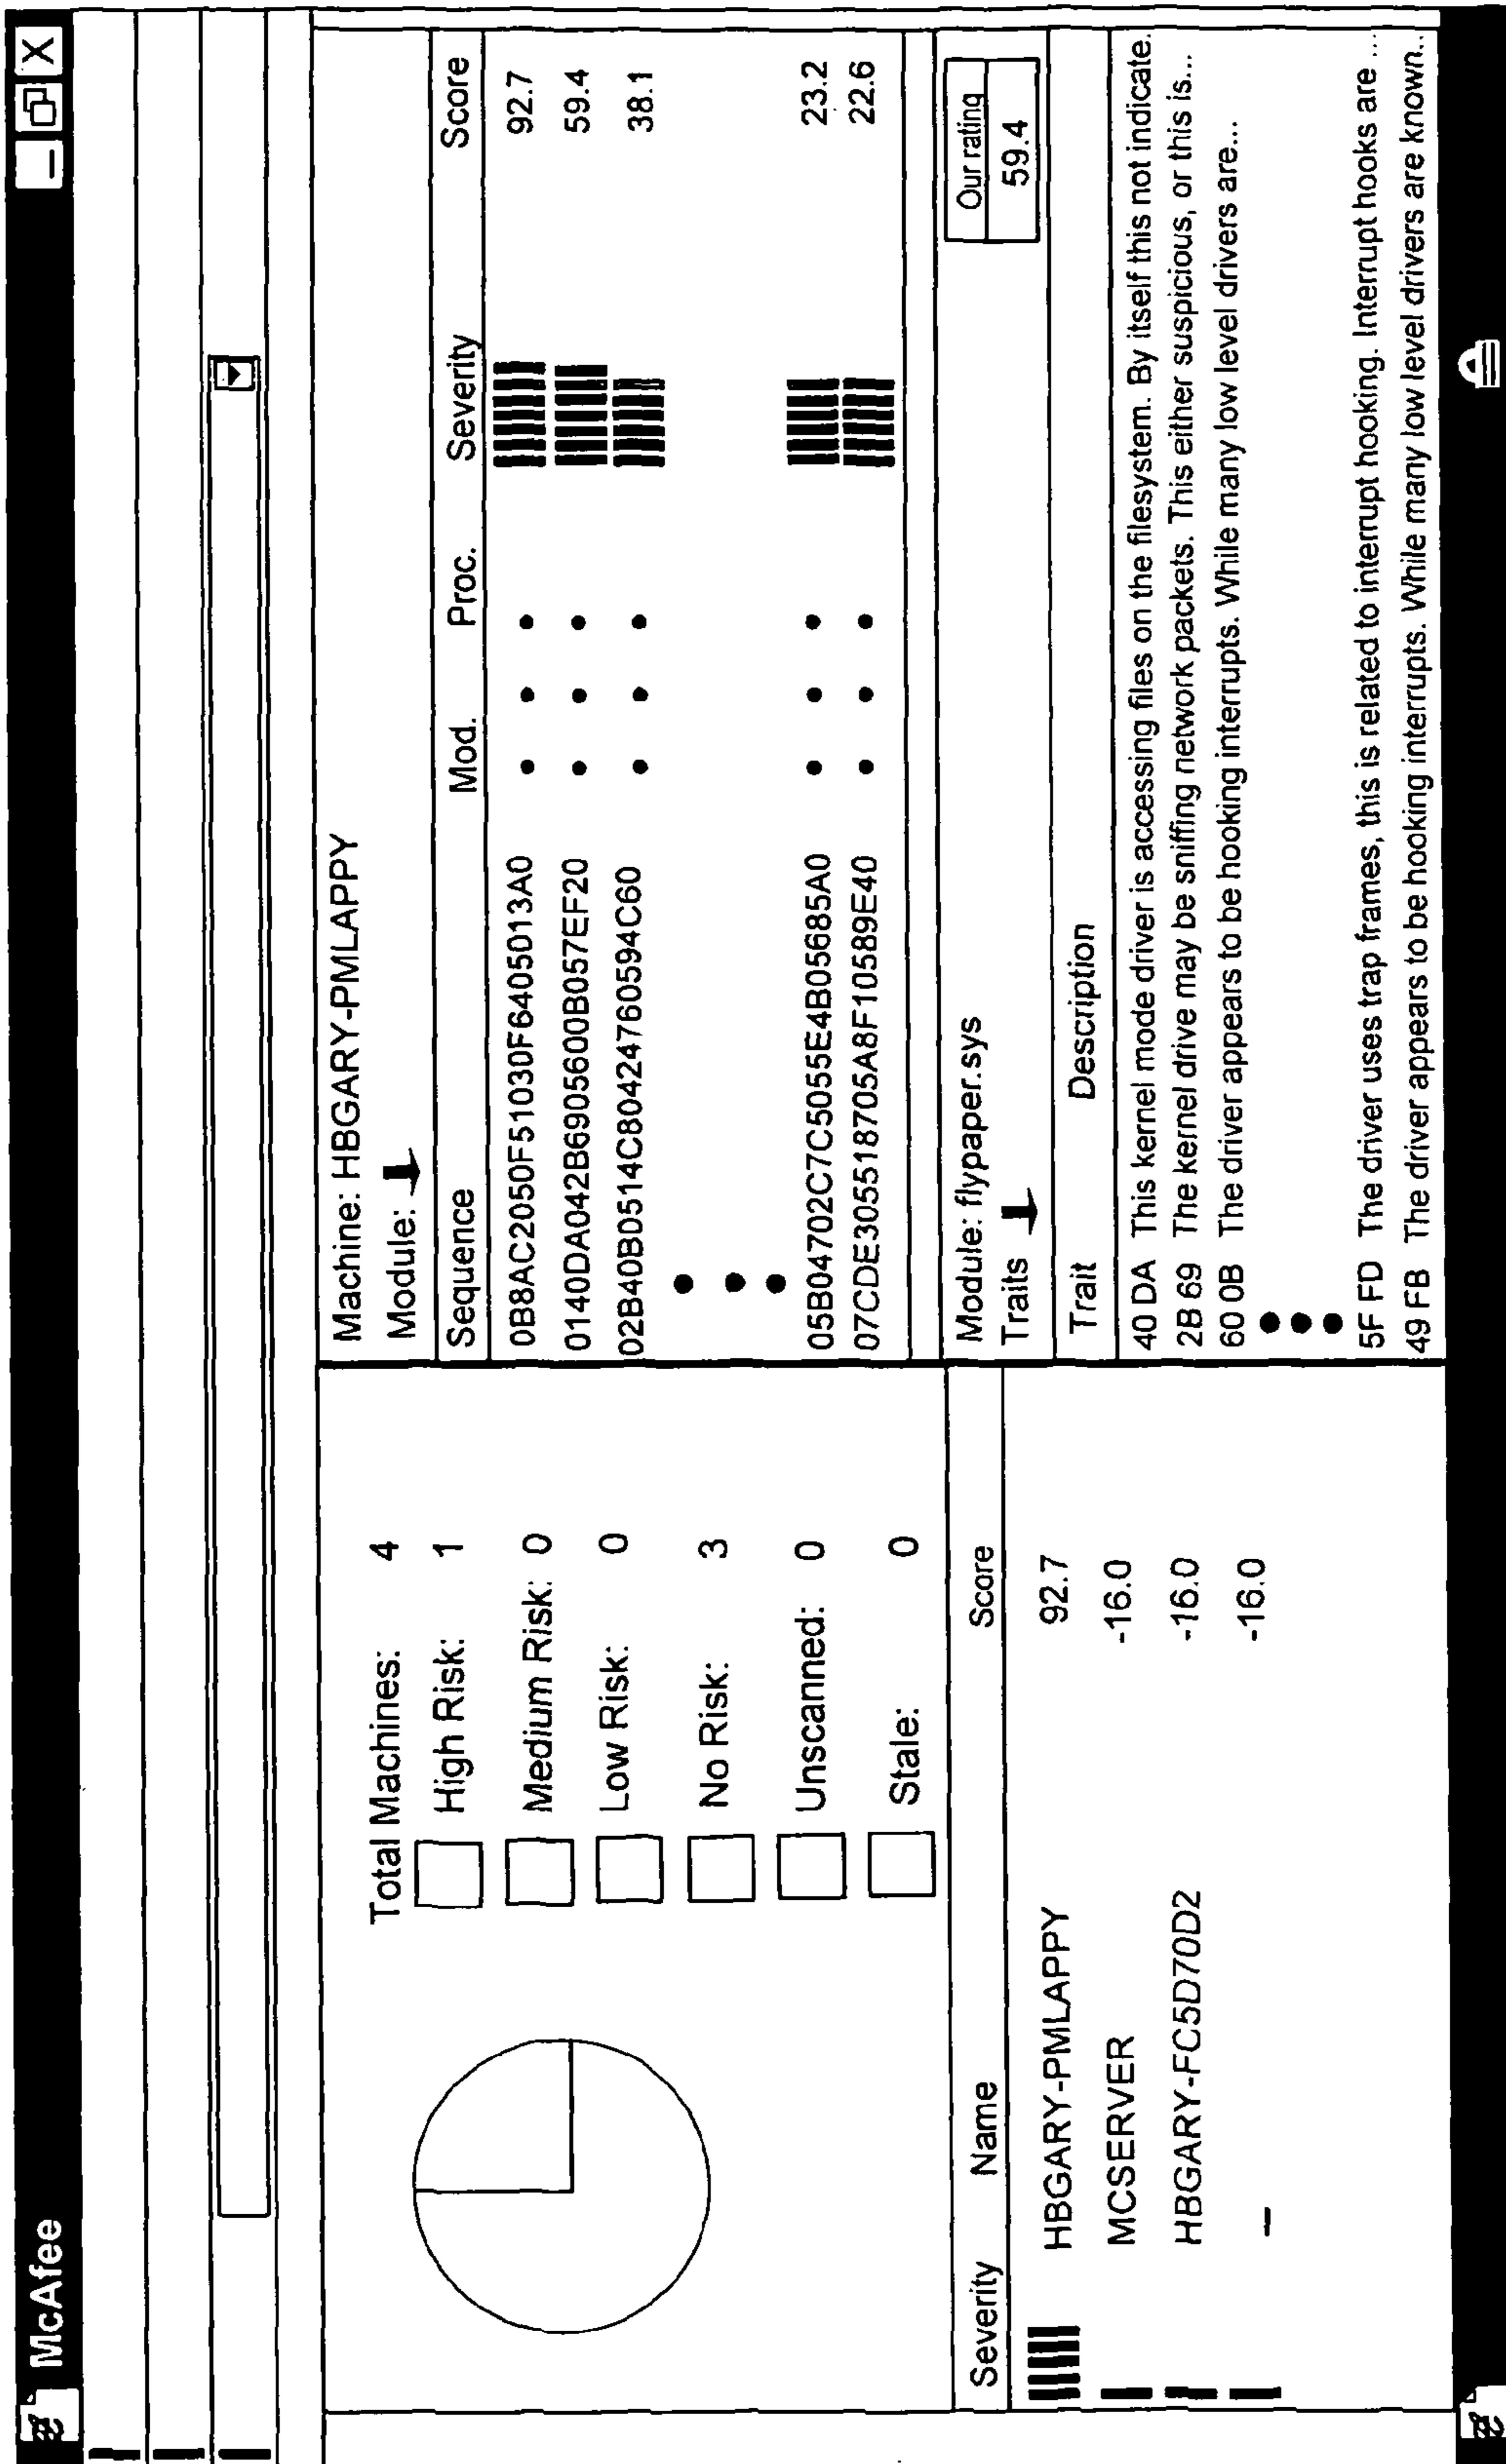 McAfee
Total Machines: 4
High Risk: 1
Medium Risk: 0
Low Risk: 0
No Risk: 3
Unscanned: 0
Stale: 0
Severity Name Score
HBGARY-PMLAPPY 92.7
MCSERVER -16.0
HBGARY-FC5D70D2 -16.0
– -16.0
Machine: HBGARY-PMLAPPY
Module:
Sequence Mod. Proc. Severity Score
0B8AC2050F51030F6405013A0 • • • 92.7
0140DA042B6905600B057EF20 • • • 59.4
02B40B0514C80424760594C60 • • • 38.1
05B04702C7C5055E4B05685A0 • • • 23.2
07CDE305518705A8F10589E40 • • • 22.6
Module: flypaper.sys
Our rating
Traits
59.4
Trait Description
40 DA This kernel mode driver is accessing files on the filesystem. By itself this not indicate.
2B 69 The kernel drive may be sniffing network packets. This either suspicious, or this is...
60 0B The driver appears to be hooking interrupts. While many low level drivers are...
5F FD The driver uses trap frames, this is related to interrupt hooking. Interrupt hooks are ...
49 FB The driver appears to be hooking interrupts. While many low level drivers are known..